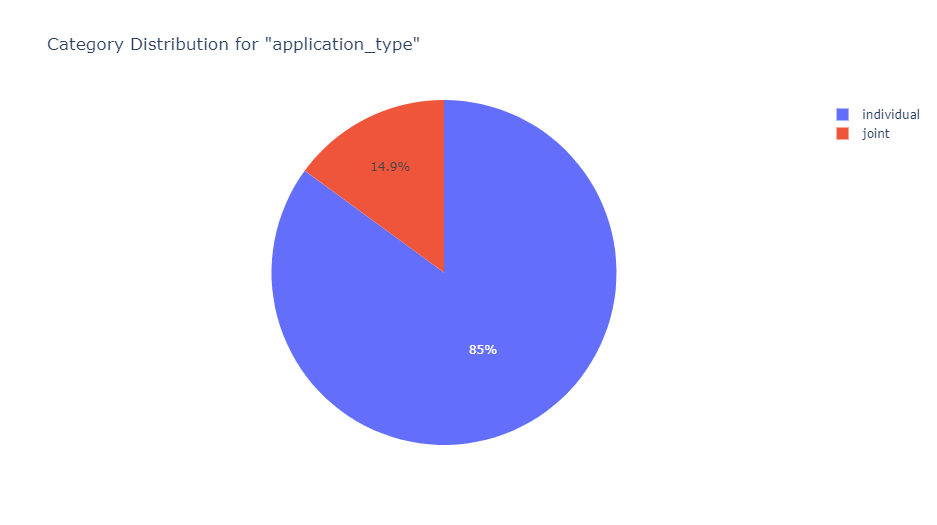 Category Distribution for "application_type"
individual
joint
14.9%
85%